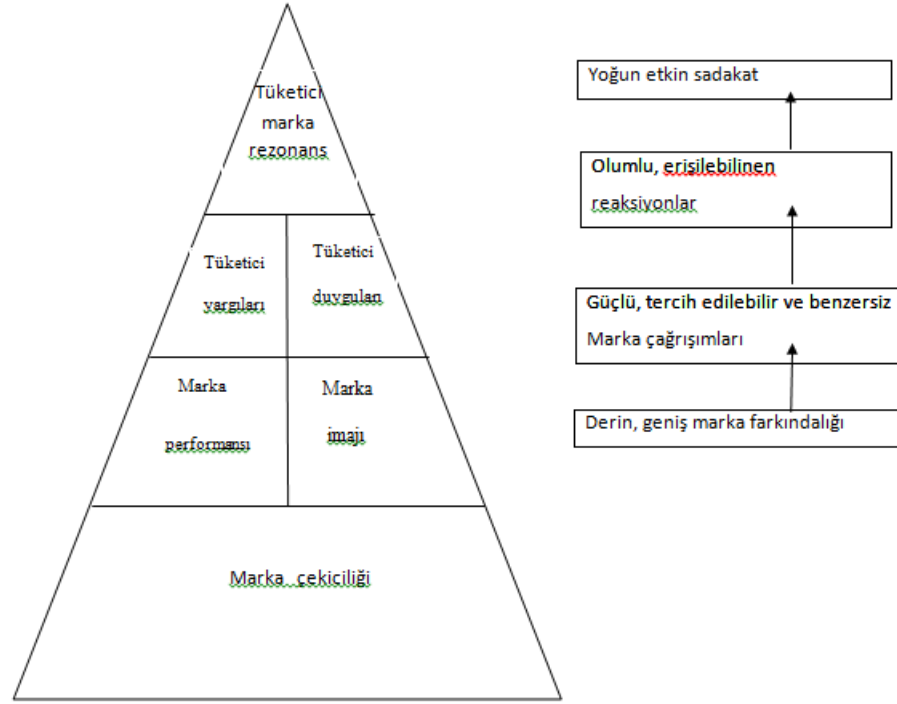 Tüketici
marka
rezonans
Tüketici
yargıları
Tüketici
duyguları
Marka
performansı
Marka
imajı
Marka çekiciliği
Yoğun etkin sadakat
Olumlu, erişilebilinen
reaksiyonlar
Güçlü, tercih edilebilir ve benzersiz
Marka çağrışımları
Derin, geniş marka farkındalığı